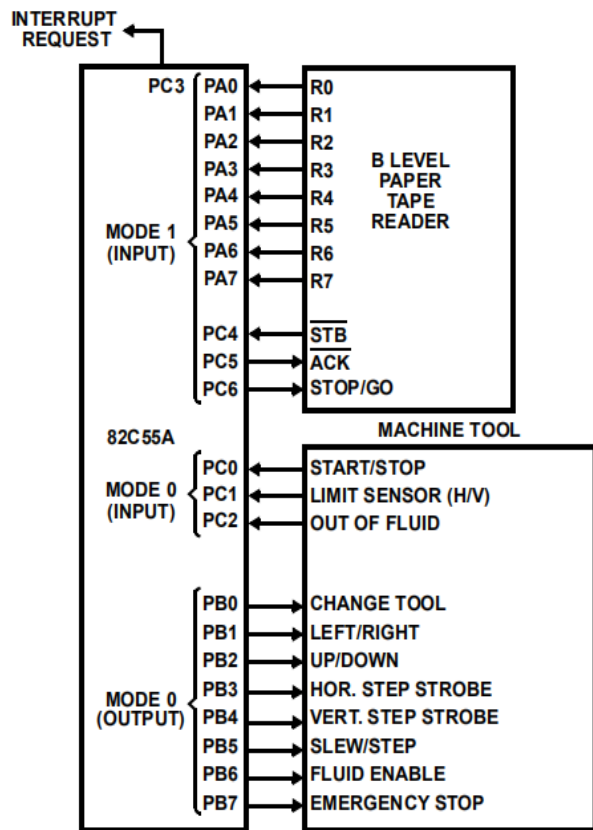 INTERRUPT
REQUEST
PC3 PA0 R0
PA1 R1
PA2 R2
PA3 R3
PA4 R4
PA5 R5
PA6 R6
PA7 R7
MODE 1
(INPUT)
B LEVEL
PAPER
TAPE
READER
PC4 STB
PC5 ACK
PC6 STOP/GO
82C55A
MACHINE TOOL
MODE 0
(INPUT)
PC0 START/STOP
PC1 LIMIT SENSOR (H/V)
PC2 OUT OF FLUID
MODE 0
(OUTPUT)
PB0 CHANGE TOOL
PB1 LEFT/RIGHT
PB2 UP/DOWN
PB3 HOR. STEP STROBE
PB4 VERT. STEP STROBE
PB5 SLEW/STEP
PB6 FLUID ENABLE
PB7 EMERGENCY STOP